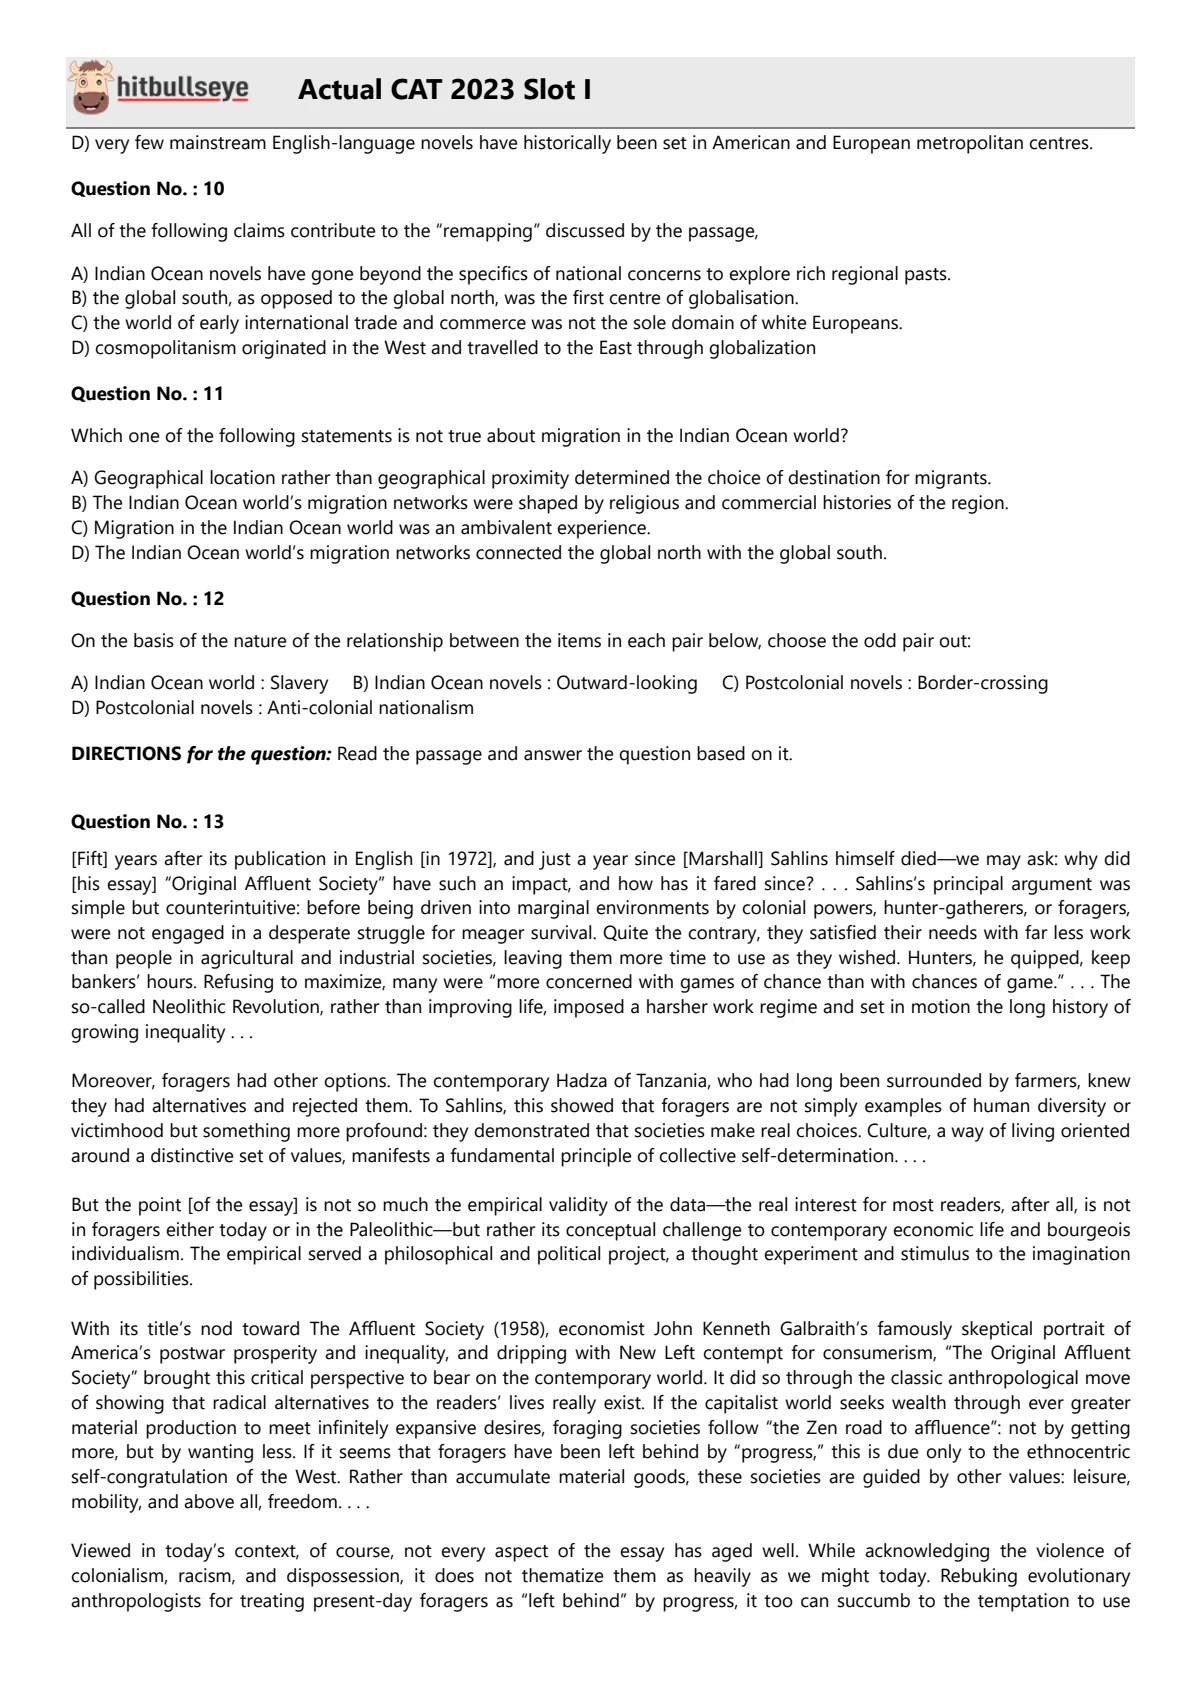 hitbullseye Actual CAT 2023 Slot I
D) very few mainstream English-language novels have historically been set in American and European metropolitan centres.
Question No. : 10
All of the following claims contribute to the “remapping” discussed by the passage,
A) Indian Ocean novels have gone beyond the specifics of national concerns to explore rich regional pasts.
B) the global south, as opposed to the global north, was the first centre of globalisation.
C) the world of early international trade and commerce was not the sole domain of white Europeans.
D) cosmopolitanism originated in the West and travelled to the East through globalization
Question No. : 11
Which one of the following statements is not true about migration in the Indian Ocean world?
A) Geographical location rather than geographical proximity determined the choice of destination for migrants.
B) The Indian Ocean world’s migration networks were shaped by religious and commercial histories of the region.
C) Migration in the Indian Ocean world was an ambivalent experience.
D) The Indian Ocean world’s migration networks connected the global north with the global south.
Question No. : 12
On the basis of the nature of the relationship between the items in each pair below, choose the odd pair out:
A) Indian Ocean world : Slavery B) Indian Ocean novels : Outward-looking C) Postcolonial novels : Border-crossing
D) Postcolonial novels : Anti-colonial nationalism
DIRECTIONS for the question: Read the passage and answer the question based on it.
Question No. : 13
[Fift] years after its publication in English [in 1972], and just a year since [Marshall] Sahlins himself died—we may ask: why did
[his essay] “Original Affluent Society” have such an impact, and how has it fared since? . . . Sahlins’s principal argument was
simple but counterintuitive: before being driven into marginal environments by colonial powers, hunter-gatherers, or foragers,
were not engaged in a desperate struggle for meager survival. Quite the contrary, they satisfied their needs with far less work
than people in agricultural and industrial societies, leaving them more time to use as they wished. Hunters, he quipped, keep
bankers’ hours. Refusing to maximize, many were “more concerned with games of chance than with chances of game.” . . . The
so-called Neolithic Revolution, rather than improving life, imposed a harsher work regime and set in motion the long history of
growing inequality . . .
Moreover, foragers had other options. The contemporary Hadza of Tanzania, who had long been surrounded by farmers, knew
they had alternatives and rejected them. To Sahlins, this showed that foragers are not simply examples of human diversity or
victimhood but something more profound: they demonstrated that societies make real choices. Culture, a way of living oriented
around a distinctive set of values, manifests a fundamental principle of collective self-determination. . . .
But the point [of the essay] is not so much the empirical validity of the data—the real interest for most readers, after all, is not
in foragers either today or in the Paleolithic—but rather its conceptual challenge to contemporary economic life and bourgeois
individualism. The empirical served a philosophical and political project, a thought experiment and stimulus to the imagination
of possibilities.
With its title’s nod toward The Affluent Society (1958), economist John Kenneth Galbraith’s famously skeptical portrait of
America’s postwar prosperity and inequality, and dripping with New Left contempt for consumerism, “The Original Affluent
Society” brought this critical perspective to bear on the contemporary world. It did so through the classic anthropological move
of showing that radical alternatives to the readers’ lives really exist. If the capitalist world seeks wealth through ever greater
material production to meet infinitely expansive desires, foraging societies follow “the Zen road to affluence”: not by getting
more, but by wanting less. If it seems that foragers have been left behind by “progress,” this is due only to the ethnocentric
self-congratulation of the West. Rather than accumulate material goods, these societies are guided by other values: leisure,
mobility, and above all, freedom. . . .
Viewed in today’s context, of course, not every aspect of the essay has aged well. While acknowledging the violence of
colonialism, racism, and dispossession, it does not thematize them as heavily as we might today. Rebuking evolutionary
anthropologists for treating present-day foragers as “left behind” by progress, it too can succumb to the temptation to use